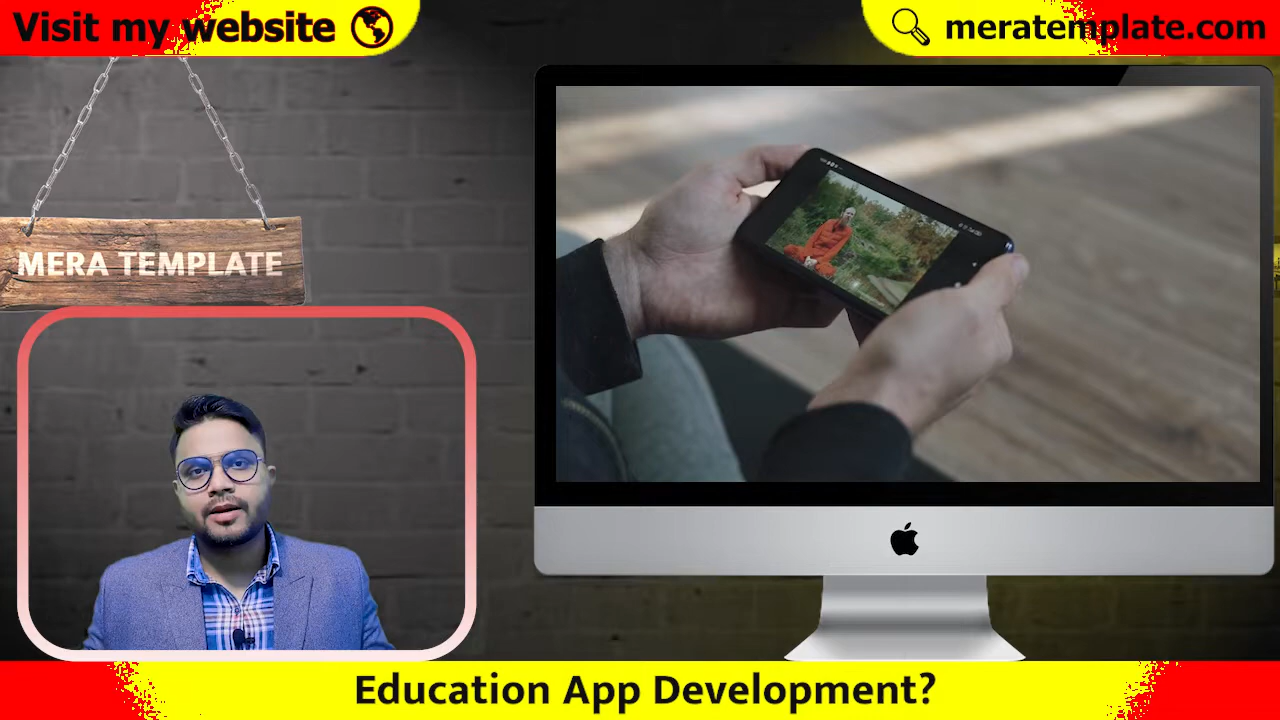 Visit my website
meratemplate.com
MERA TEMPLATE
Education App Development?